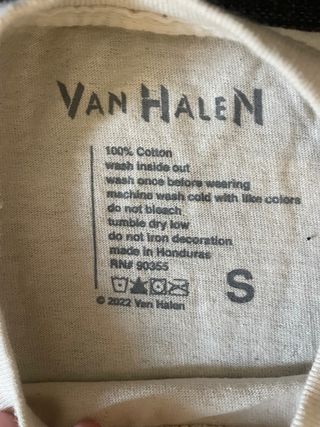 VAN HALEN
100% Cotton
wash inside out
wash once before wearing
machine wash cold with like colors
do not bleach
tumble dry low
do not iron decoration
made in Honduras
RN# 90355
© 2022 Van Halen
S